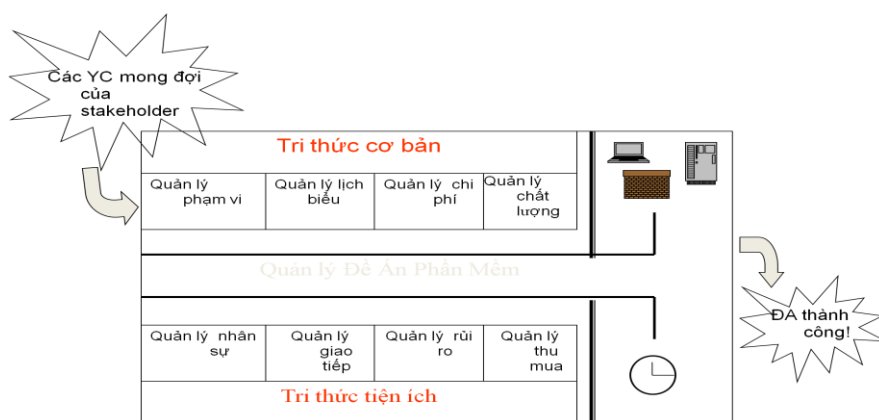 Các YC mong đợi
của
stakeholder
Tri thức cơ bản
Quản lý
phạm vi
Quản lý lịch
biểu
Quản lý chi
phí
Quản lý
chất
lượng
Quản lý Đề Án Phần Mềm
ĐA thành
công!
Quản lý nhân
sự
Quản lý
giao
tiếp
Quản lý rủi
ro
Quản lý
thu
mua
Tri thức tiện ích